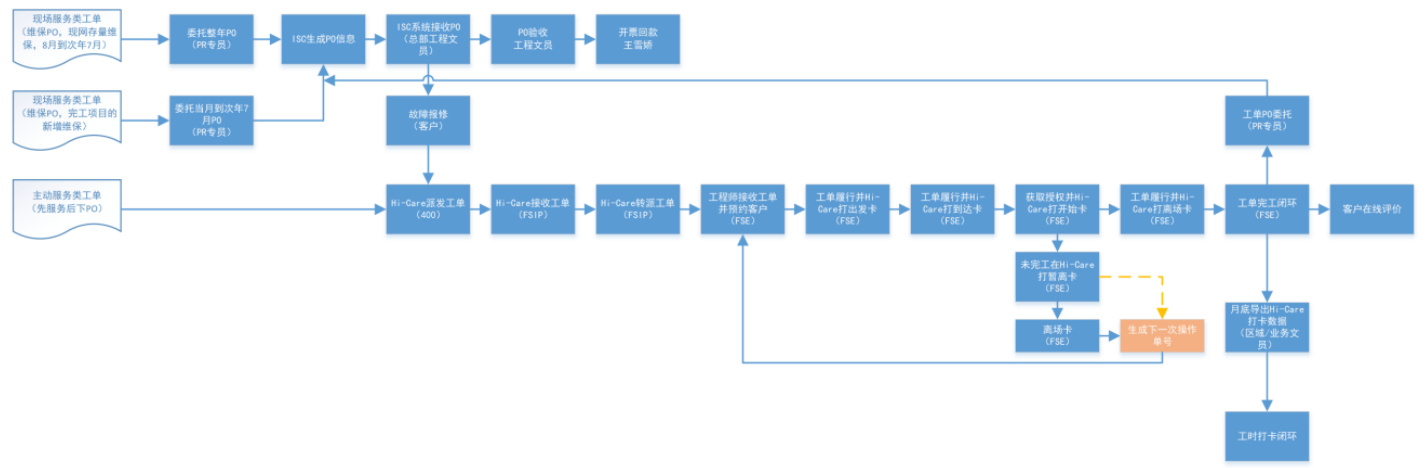 现场服务类工单
(维保PO, 现网存量维
保, 8月到次年7月)
委托整年PO
(PR专员)
ISC生成PO信息
ISC系统接收PO
(总部工程文
员)
PO验收
工程文员
开票回款
王雪娇
现场服务类工单
(维保PO, 完工项目的
新增维保)
委托当月到次年7
月PO
(PR专员)
故障报修
(客户)
工单PO委托
(PR专员)
主动服务类工单
(先服务后下PO)
Hi-Care派发工单
(400)
Hi-Care接收工单
(FSIP)
Hi-Care转派工单
(FSIP)
工程师接收工单
并预约客户
(FSE)
工单履行并Hi-
Care打出发卡
(FSE)
工单履行并Hi-
Care打到达卡
(FSE)
获取授权并Hi-
Care打开始卡
(FSE)
工单履行并Hi-
Care打离场卡
(FSE)
工单完工闭环
(FSE)
客户在线评价
未完工在Hi-Care
打暂离卡
(FSE)
离场卡
(FSE)
生成下一次操作
单号
月底导出Hi-Care
打卡数据
(区域/业务文
员)
工时打卡闭环